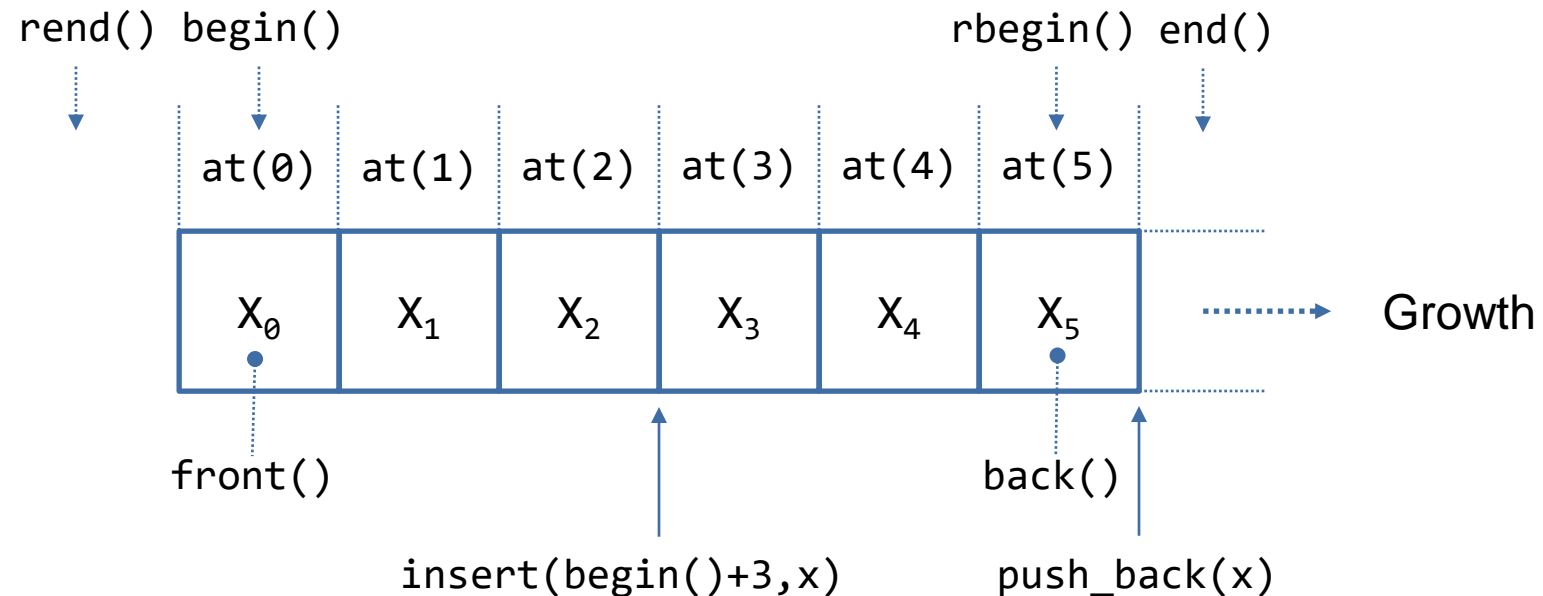 rend() begin() rbegin() end()
at(0) at(1) at(2) at(3) at(4) at(5)
X₀ X₁ X₂ X₃ X₄ X₅ Growth
front() back()
insert(begin()+3,x) push_back(x)